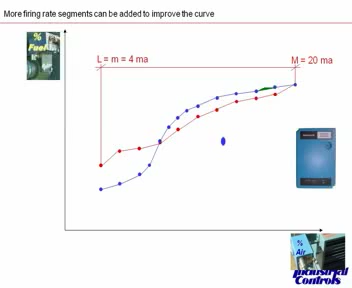 More firing rate segments can be added to improve the curve
%
Fuel
L = m = 4 ma
M = 20 ma
%
Air
Industrial
Controls